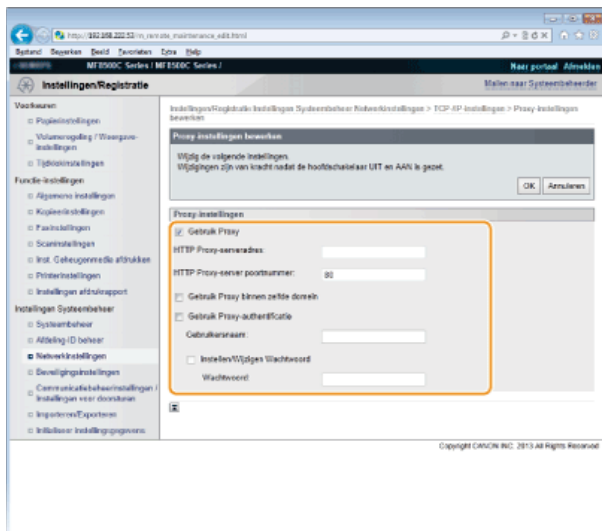 Bestand Bewerken Beeld Favorieten Extra Help
MF8500C Series / MF8500C Series /
Naar portaal Afmelden
Instellingen/Registratie
Mailen naar Systeembeheerder
Voorkeuren
Papierinstellingen
Volumeregeling / Weergave-
instellingen
Tijdklokinstellingen
Functie-instellingen
Algemene instellingen
Kopieerinstellingen
Faxinstellingen
Scaninstellingen
Inst. Geheugenmedia afdrukken
Printerinstellingen
Instellingen afdrukrapport
Instellingen Systeembeheer
Systeembeheer
Afdeling-ID beheer
Netwerkinstellingen
Beveiligingsinstellingen
Communicatiebeheerinstellingen /
Instellingen voor doorsturen
Importeren/Exporteren
Initialiseer instellingsgegevens
Instellingen/Registratie: Instellingen Systeembeheer: Netwerkinstellingen > TCP/IP-instellingen > Proxy-instellingen
bewerken
Proxy-instellingen bewerken
Wijzig de volgende instellingen.
Wijzigingen zijn van kracht nadat de hoofdschakelaar UIT en AAN is gezet.
OK Annuleren
Proxy-instellingen
Gebruik Proxy
HTTP Proxy-serveradres:
HTTP Proxy-server poortnummer: 80
Gebruik Proxy binnen zelfde domein
Gebruik Proxy-authentificatie
Gebruikersnaam:
Instellen/Wijzigen Wachtwoord
Wachtwoord:
Copyright CANON INC. 2013 All Rights Reserved